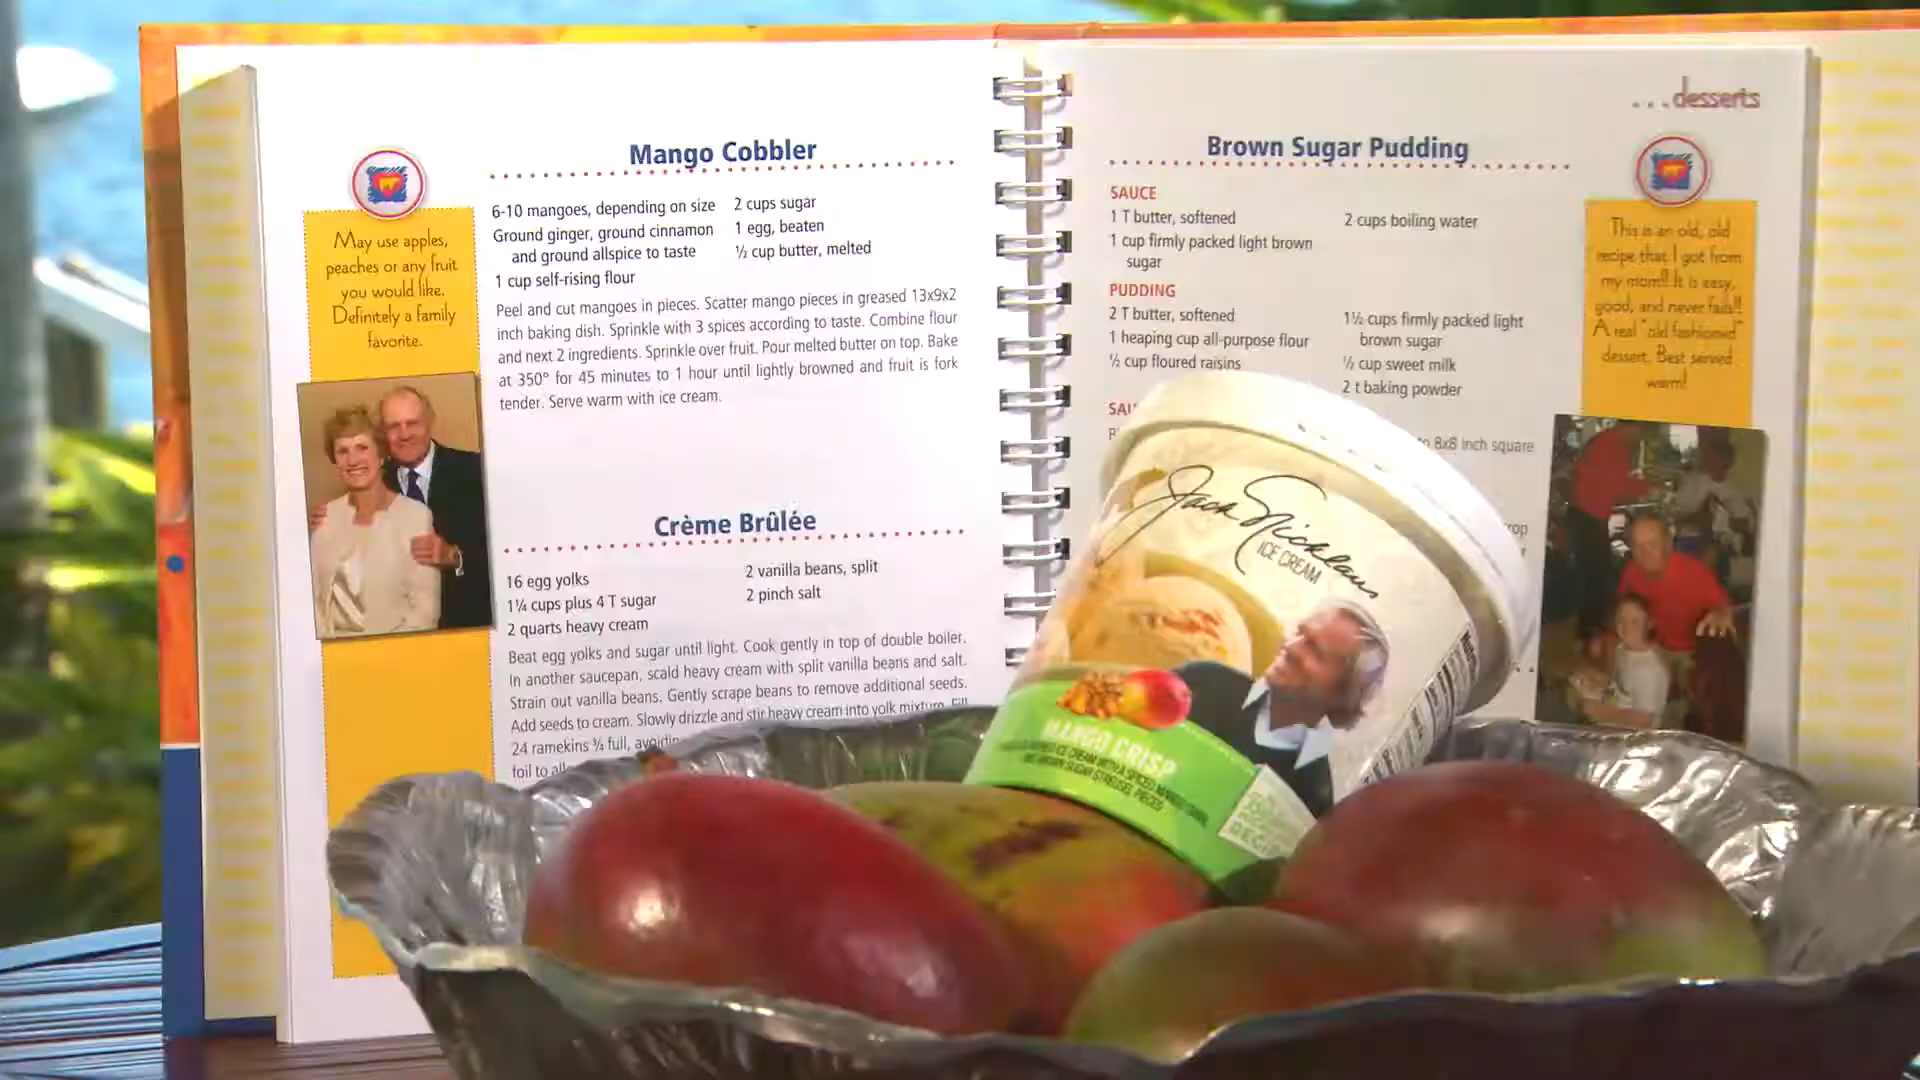 ...desserts
Mango Cobbler
6-10 mangoes, depending on size
Ground ginger, ground cinnamon
and ground allspice to taste
1 cup self-rising flour
2 cups sugar
1 egg, beaten
½ cup butter, melted
Peel and cut mangoes in pieces. Scatter mango pieces in greased 13x9x2
inch baking dish. Sprinkle with 3 spices according to taste. Combine flour
and next 2 ingredients. Sprinkle over fruit. Pour melted butter on top. Bake
at 350° for 45 minutes to 1 hour until lightly browned and fruit is fork
tender. Serve warm with ice cream.
May use apples,
peaches or any fruit
you would like.
Definitely a family
favorite.
Crème Brûlée
16 egg yolks
1¼ cups plus 4 T sugar
2 quarts heavy cream
2 vanilla beans, split
2 pinch salt
Beat egg yolks and sugar until light. Cook gently in top of double boiler.
In another saucepan, scald heavy cream with split vanilla beans and salt.
Strain out vanilla beans. Gently scrape beans to remove additional seeds.
Add seeds to cream. Slowly drizzle and stir heavy cream into yolk mixture. Fill
24 ramekins ¾ full, avoidin
foil to all
Brown Sugar Pudding
SAUCE
1 T butter, softened
1 cup firmly packed light brown
sugar
2 cups boiling water
PUDDING
2 T butter, softened
1 heaping cup all-purpose flour
½ cup floured raisins
1½ cups firmly packed light
brown sugar
½ cup sweet milk
2 t baking powder
8x8 inch square
This is an old, old
recipe that I got from
my mom!! It is easy,
good, and never fails!!
A real "old fashioned"
dessert. Best served
warm!
Jack Nicklaus
ICE CREAM
MANGO CRISP